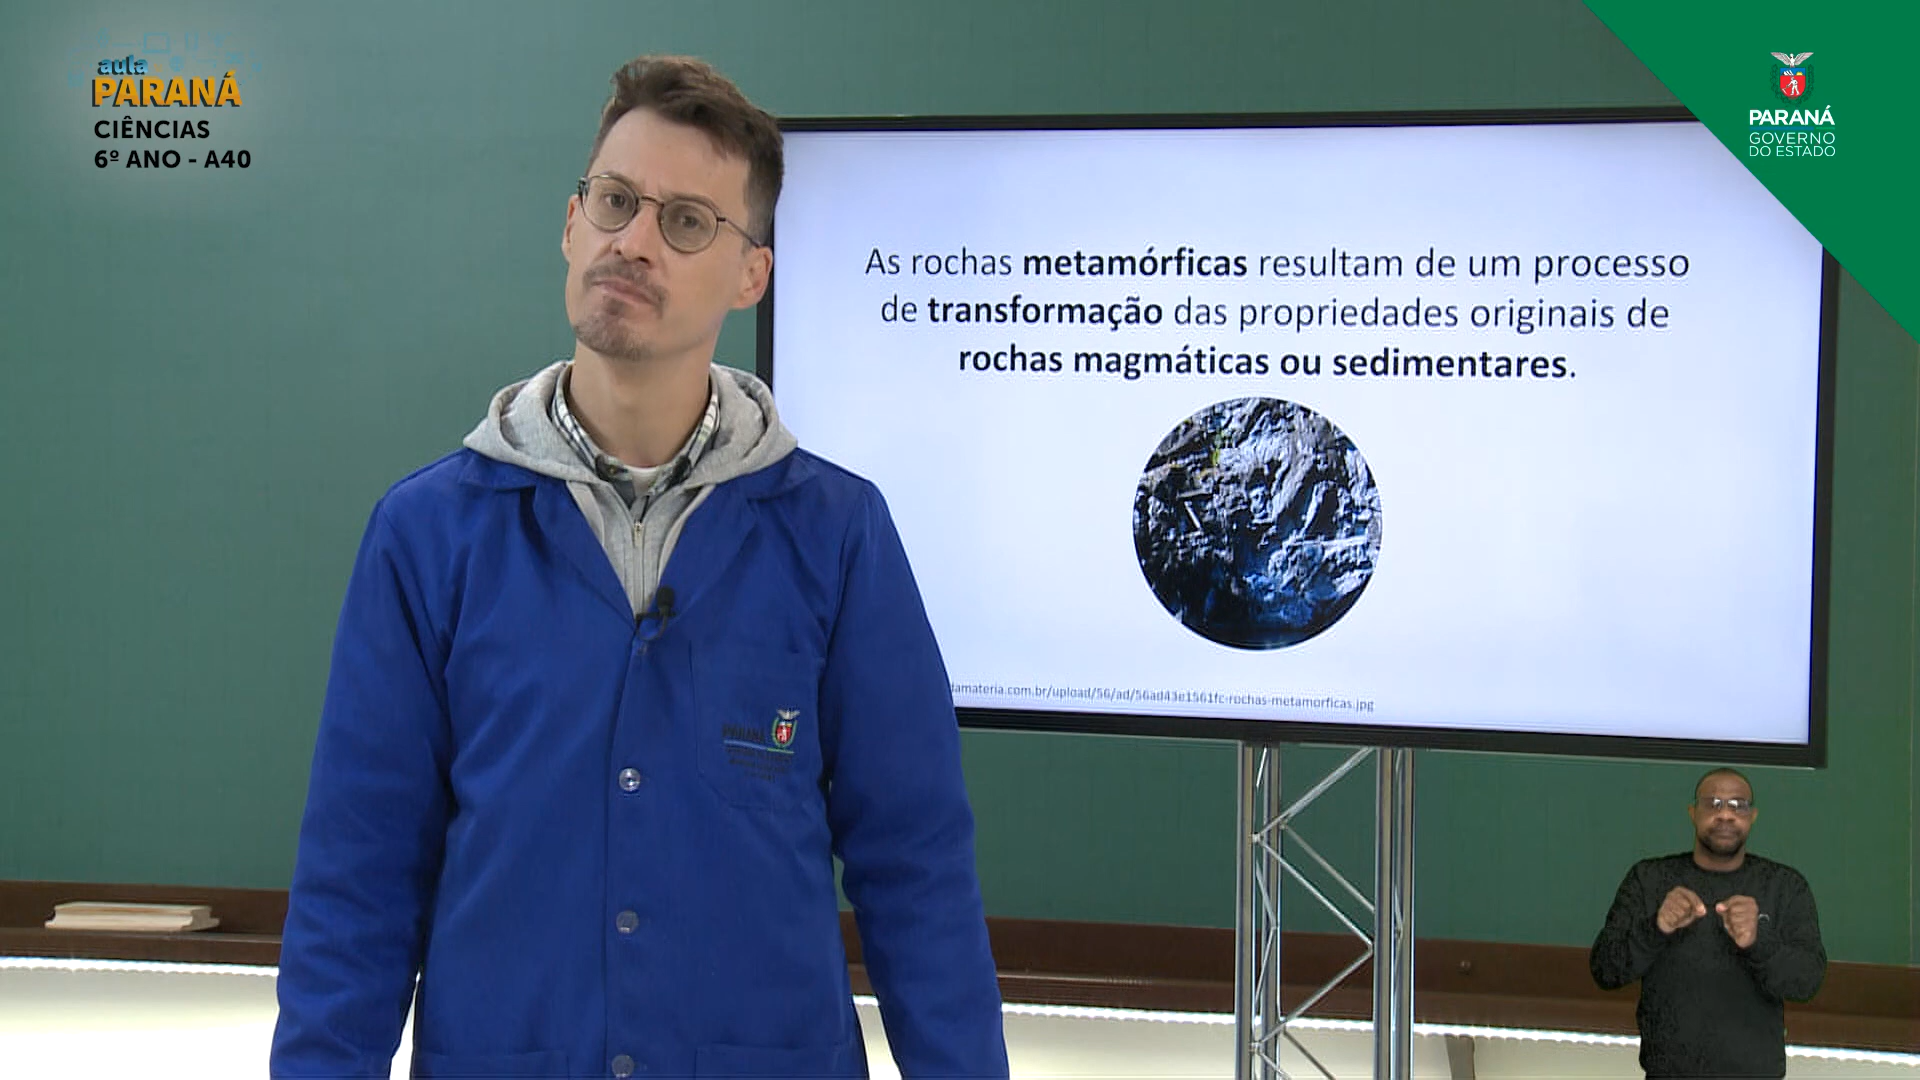 aula
PARANÁ
CIÊNCIAS
6º ANO - A40
PARANÁ
GOVERNO
DO ESTADO
As rochas metamórficas resultam de um processo
de transformação das propriedades originais de
rochas magmáticas ou sedimentares.
damateria.com.br/upload/56/ad/56ad43e1561fc-rochas-metamorficas.jpg
PARANÁ